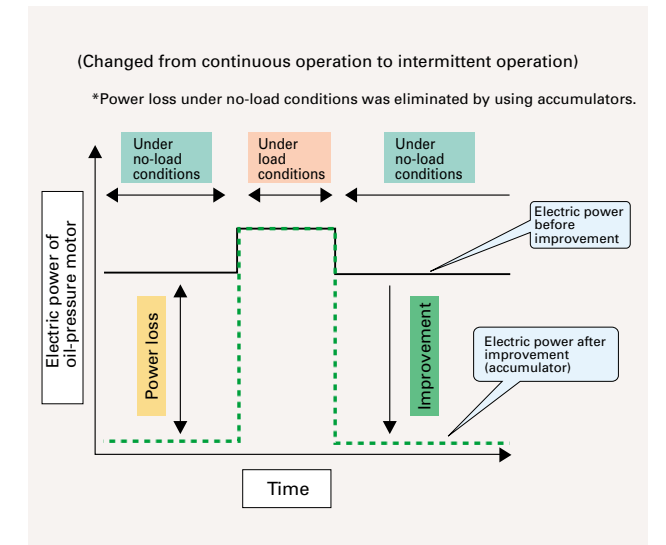 (Changed from continuous operation to intermittent operation)
*Power loss under no-load conditions was eliminated by using accumulators.
Under
no-load
conditions
Under
load
conditions
Under
no-load
conditions
Electric power of
oil-pressure motor
Electric power
before
improvement
Power loss
Improvement
Electric power after
improvement
(accumulator)
Time